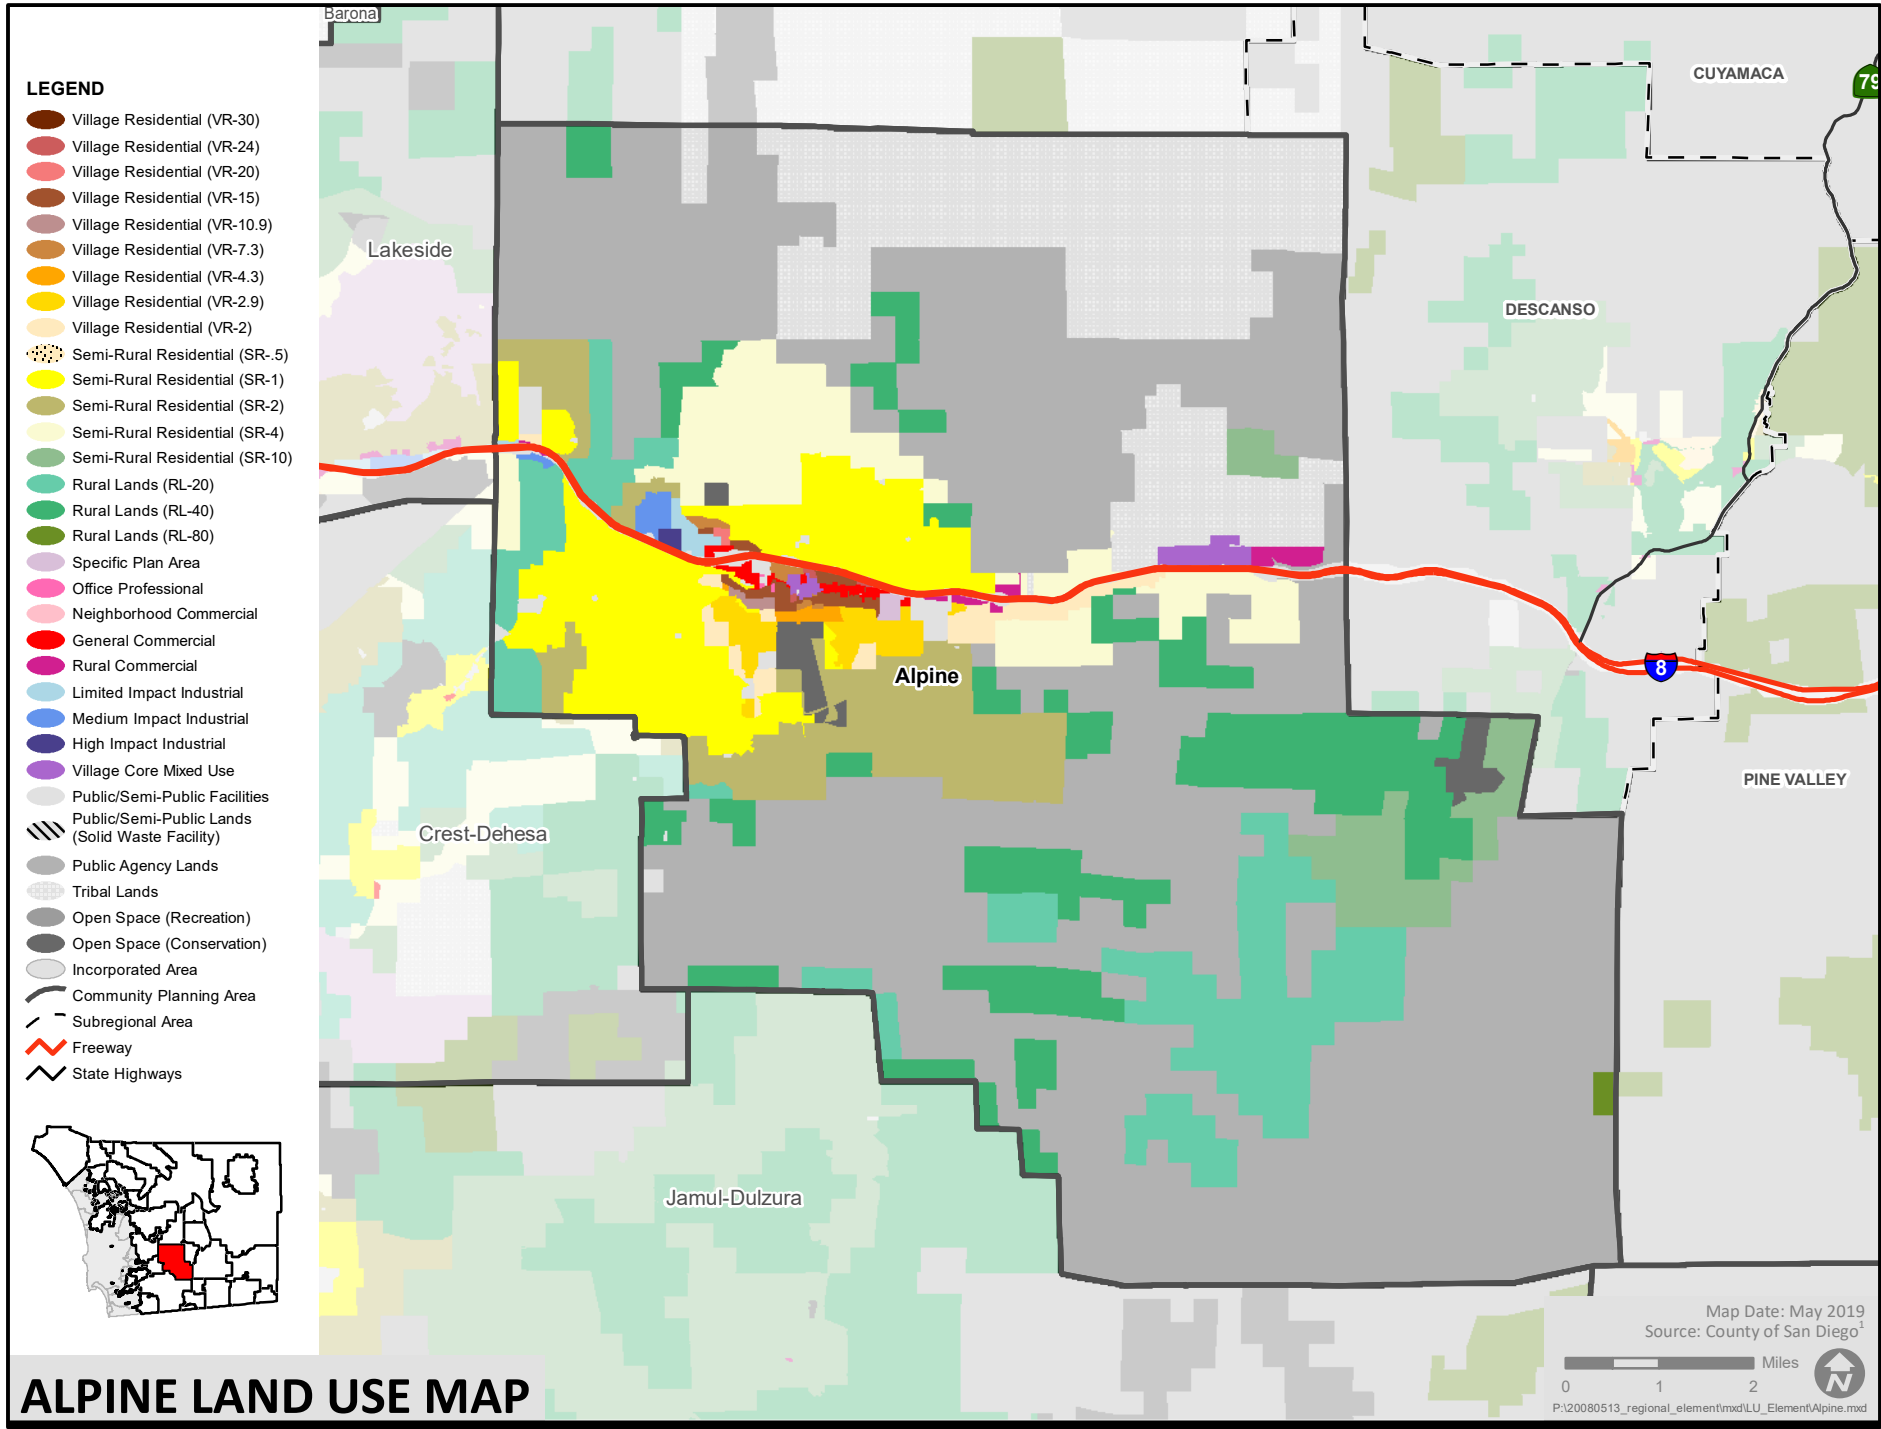 Barona
CUYAMACA
79
LEGEND
Village Residential (VR-30)
Village Residential (VR-24)
Village Residential (VR-20)
Village Residential (VR-15)
Village Residential (VR-10.9)
Village Residential (VR-7.3)
Village Residential (VR-4.3)
Village Residential (VR-2.9)
Village Residential (VR-2)
Semi-Rural Residential (SR-.5)
Semi-Rural Residential (SR-1)
Semi-Rural Residential (SR-2)
Semi-Rural Residential (SR-4)
Semi-Rural Residential (SR-10)
Rural Lands (RL-20)
Rural Lands (RL-40)
Rural Lands (RL-80)
Specific Plan Area
Office Professional
Neighborhood Commercial
General Commercial
Rural Commercial
Limited Impact Industrial
Medium Impact Industrial
High Impact Industrial
Village Core Mixed Use
Public/Semi-Public Facilities
Public/Semi-Public Lands
(Solid Waste Facility)
Public Agency Lands
Tribal Lands
Open Space (Recreation)
Open Space (Conservation)
Incorporated Area
Community Planning Area
Subregional Area
Freeway
State Highways
Lakeside
DESCANSO
Alpine
8
PINE VALLEY
Crest-Dehesa
Jamul-Dulzura
Map Date: May 2019
Source: County of San Diego1
Miles
0 1 2
N
P:\20080513_regional_element\mxd\LU_Element\Alpine.mxd
ALPINE LAND USE MAP